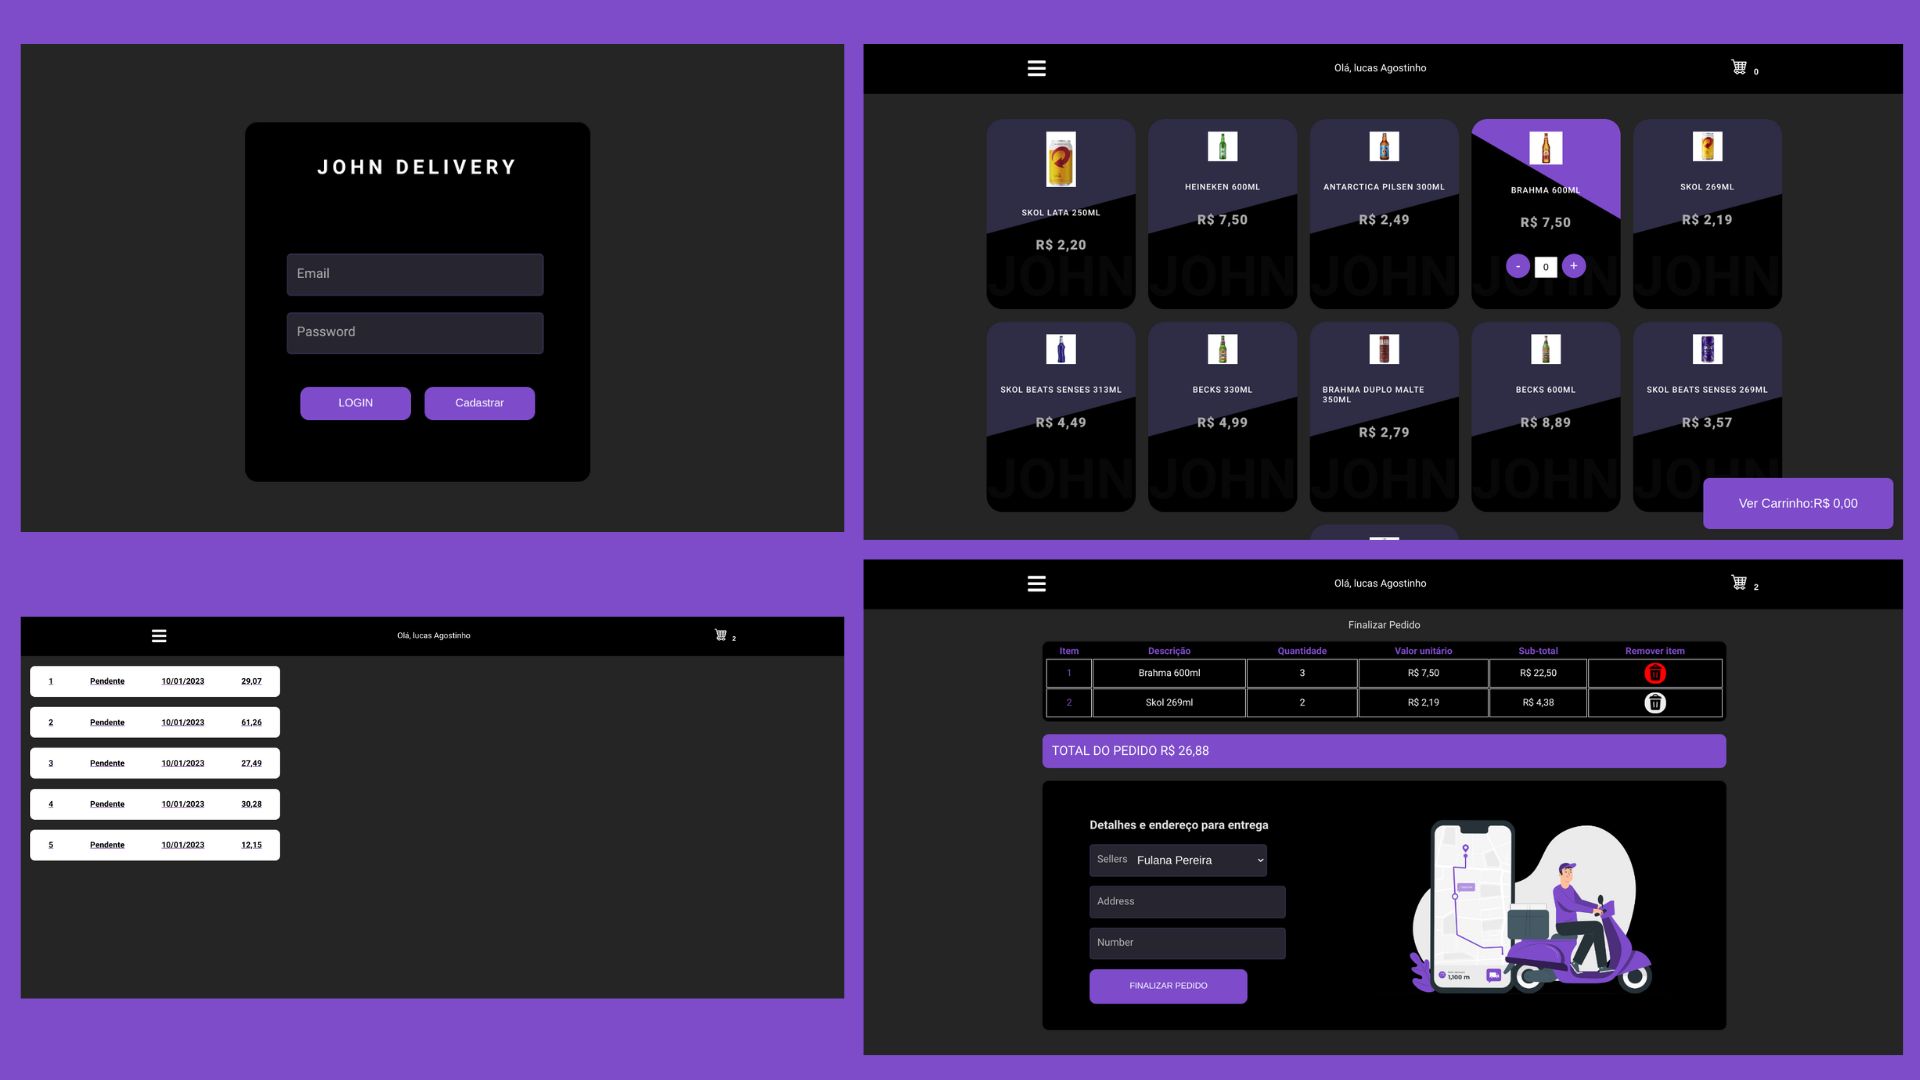 JOHN DELIVERY
Email
Password
LOGIN Cadastrar
Olá, lucas Agostinho 0
SKOL LATA 250ML
R$ 2,20
HEINEKEN 600ML
R$ 7,50
ANTARCTICA PILSEN 300ML
R$ 2,49
BRAHMA 600ML
R$ 7,50
- 0 +
SKOL 269ML
R$ 2,19
JOHN JOHN JOHN JOHN JOHN
SKOL BEATS SENSES 313ML
R$ 4,49
BECKS 330ML
R$ 4,99
BRAHMA DUPLO MALTE
350ML
R$ 2,79
BECKS 600ML
R$ 8,89
SKOL BEATS SENSES 269ML
R$ 3,57
JOHN JOHN JOHN JOHN JOHN
Ver Carrinho:R$ 0,00
Olá, lucas Agostinho 2
1 Pendente 10/01/2023 29,07
2 Pendente 10/01/2023 61,26
3 Pendente 10/01/2023 27,49
4 Pendente 10/01/2023 30,28
5 Pendente 10/01/2023 12,15
Olá, lucas Agostinho 2
Finalizar Pedido
Item Descrição Quantidade Valor unitário Sub-total Remover item
1 Brahma 600ml 3 R$ 7,50 R$ 22,50
2 Skol 269ml 2 R$ 2,19 R$ 4,38
TOTAL DO PEDIDO R$ 26,88
Detalhes e endereço para entrega
Sellers Fulana Pereira
Address
Number
FINALIZAR PEDIDO
1,100 m